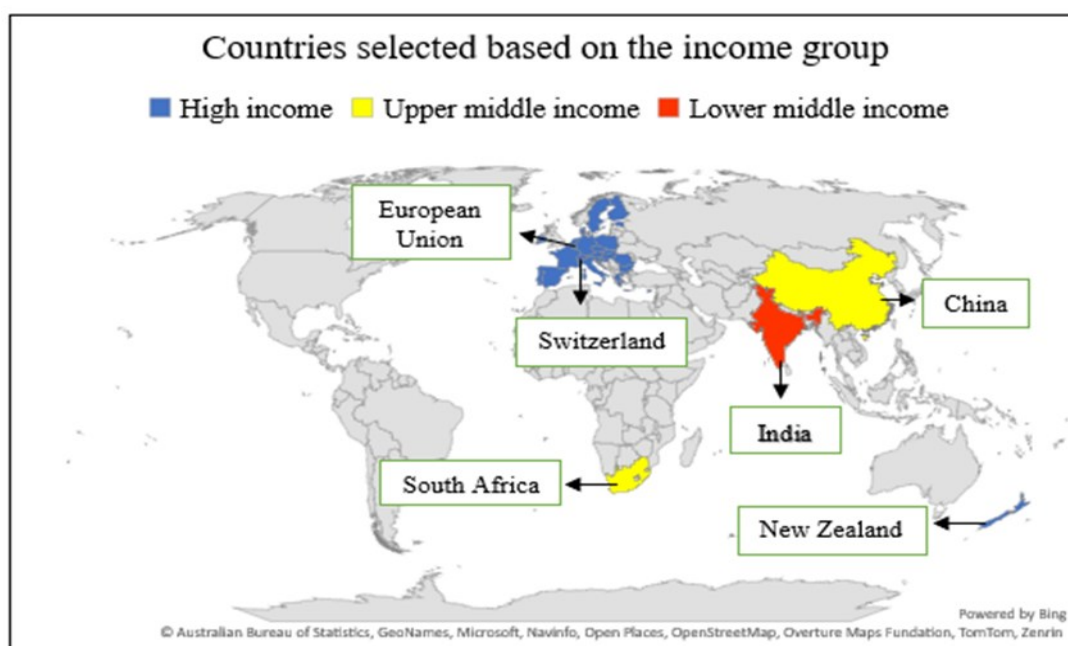 Countries selected based on the income group
High income Upper middle income Lower middle income
European
Union
Switzerland
China
India
South Africa
New Zealand
Powered by Bing
© Australian Bureau of Statistics, GeoNames, Microsoft, Navinfo, Open Places, OpenStreetMap, Overture Maps Fundation, TomTom, Zenrin